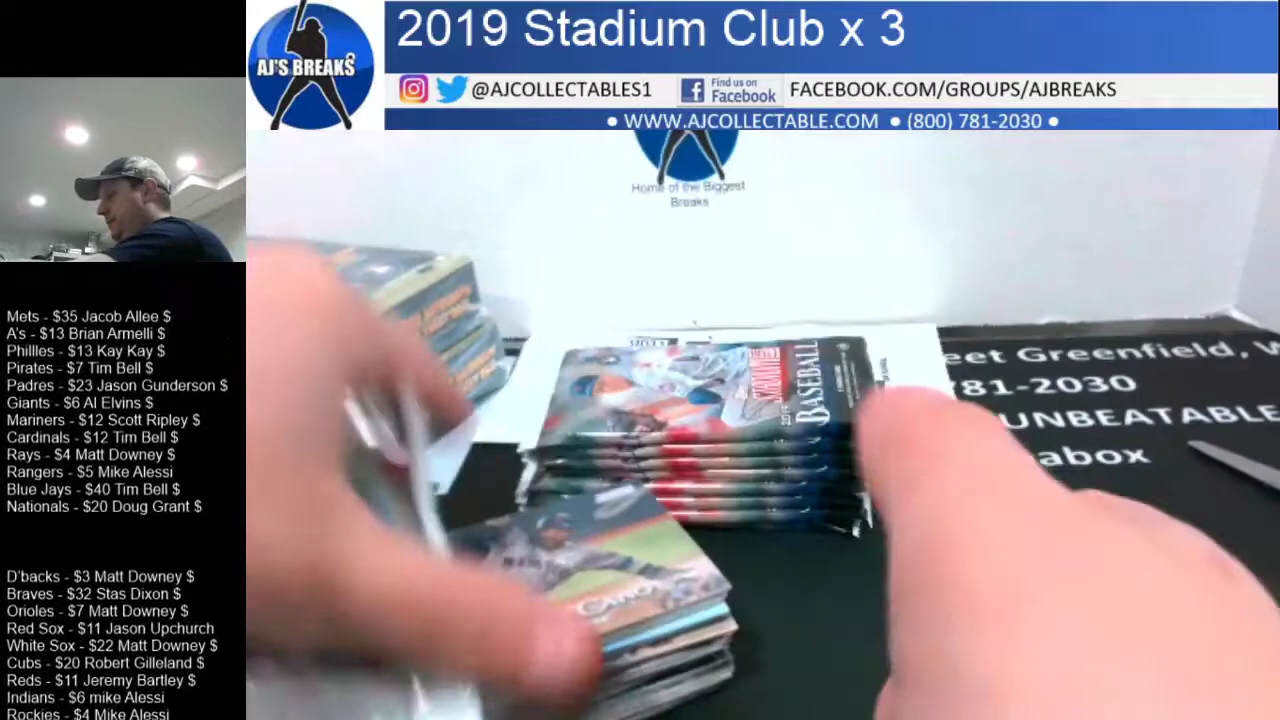 2019 Stadium Club x 3
AJ'S BREAKS
@AJCOLLECTABLES1
Find us on
Facebook
FACEBOOK.COM/GROUPS/AJBREAKS
● WWW.AJCOLLECTABLE.COM ● (800) 781-2030 ●
Home of the Biggest
Breaks
Mets - $35 Jacob Allee $
A's - $13 Brian Armelli $
Phillles - $13 Kay Kay $
Pirates - $7 Tim Bell $
Padres - $23 Jason Gunderson $
Giants - $6 Al Elvins $
Mariners - $12 Scott Ripley $
Cardinals - $12 Tim Bell $
Rays - $4 Matt Downey $
Rangers - $5 Mike Alessi
Blue Jays - $40 Tim Bell $
Nationals - $20 Doug Grant $
D'backs - $3 Matt Downey $
Braves - $32 Stas Dixon $
Orioles - $7 Matt Downey $
Red Sox - $11 Jason Upchurch
White Sox - $22 Matt Downey $
Cubs - $20 Robert Gilleland $
Reds - $11 Jeremy Bartley $
Indians - $6 mike Alessi
Rockies - $4 Mike Alessi
STADIUM
2019 BASEBALL
eet Greenfield, W
781-2030
UNBEATABLE
abox